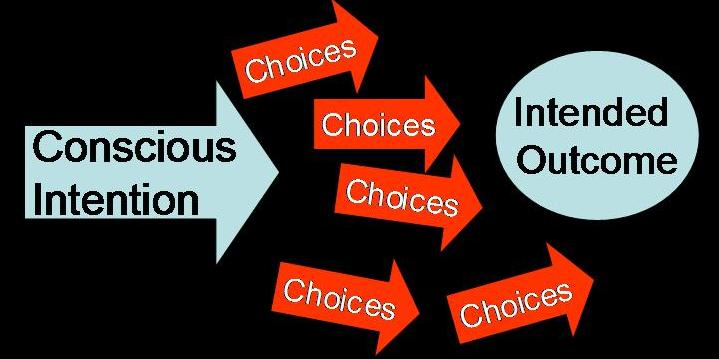 Conscious
Intention
Choices
Choices
Choices
Choices
Choices
Intended
Outcome